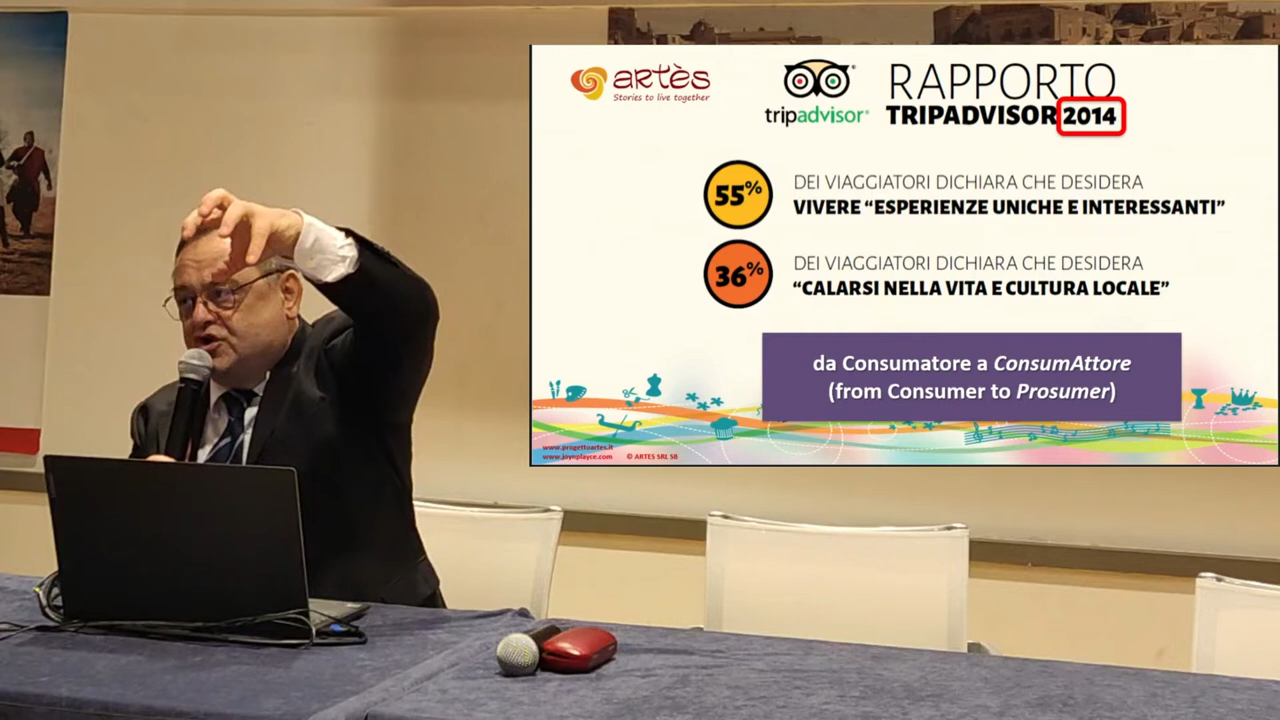 artès
Stories to live together
tripadvisor®
RAPPORTO
TRIPADVISOR 2014
55%
DEI VIAGGIATORI DICHIARA CHE DESIDERA
VIVERE “ESPERIENZE UNICHE E INTERESSANTI”
36%
DEI VIAGGIATORI DICHIARA CHE DESIDERA
“CALARSI NELLA VITA E CULTURA LOCALE”
da Consumatore a ConsumAttore
(from Consumer to Prosumer)
www.progettoartes.it
www.joynplayce.com © ARTES SRL SB